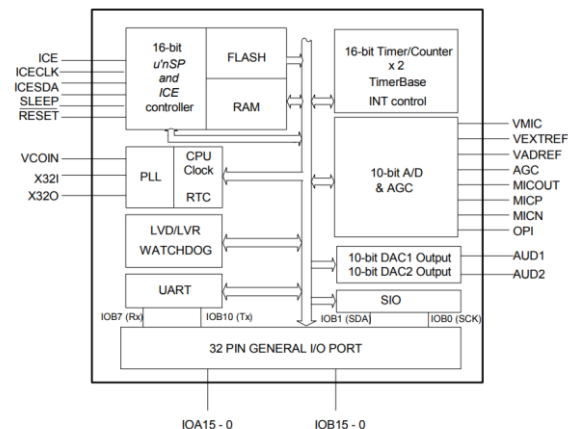 ICE
ICECLK
ICESDA
SLEEP
RESET
16-bit
u'nSP
and
ICE
controller
FLASH
RAM
16-bit Timer/Counter
x 2
TimerBase
INT control
VCOIN
X32I
X32O
PLL
CPU
Clock
RTC
10-bit A/D
& AGC
VMIC
VEXTREF
VADREF
AGC
MICOUT
MICP
MICN
OPI
LVD/LVR
WATCHDOG
10-bit DAC1 Output
10-bit DAC2 Output
AUD1
AUD2
UART
SIO
IOB7 (Rx)
IOB10 (Tx)
IOB1 (SDA)
IOB0 (SCK)
32 PIN GENERAL I/O PORT
IOA15 - 0
IOB15 - 0